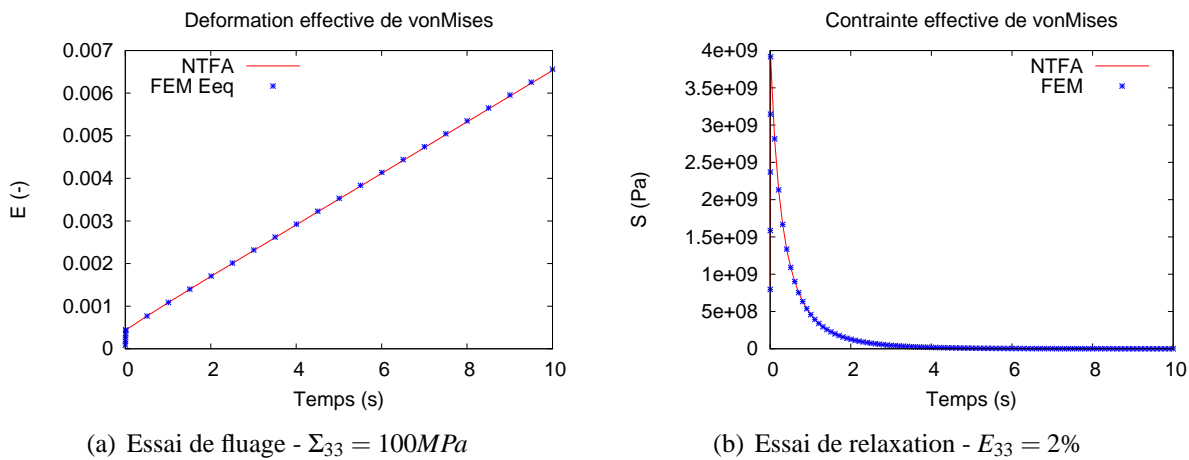 Deformation effective de vonMises
0.007
0.006
0.005
0.004
0.003
0.002
0.001
0
E (-)
NTFA
FEM Eeq
0 2 4 6 8 10
Temps (s)
(a) Essai de fluage - Σ33 = 100MPa
Contrainte effective de vonMises
4e+09
3.5e+09
3e+09
2.5e+09
2e+09
1.5e+09
1e+09
5e+08
0
S (Pa)
NTFA
FEM
0 2 4 6 8 10
Temps (s)
(b) Essai de relaxation - E33 = 2%